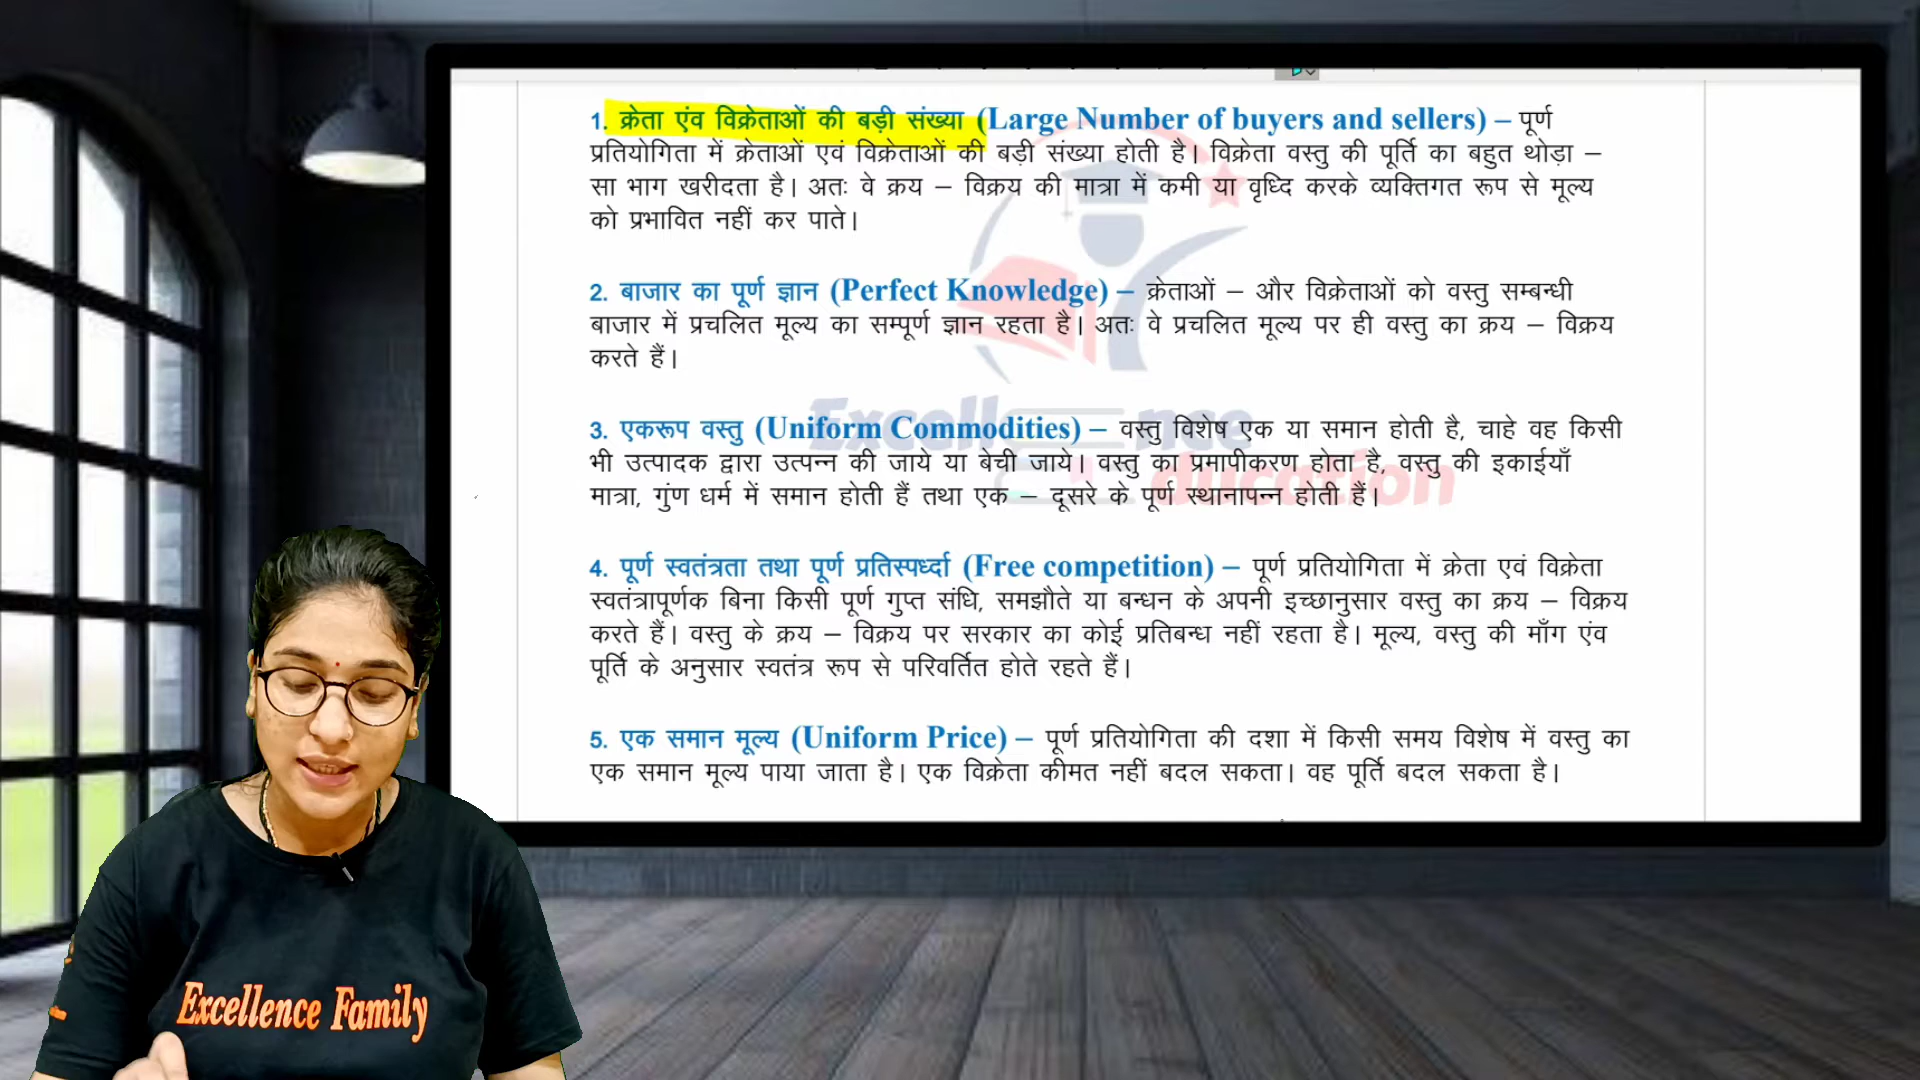 1. क्रेता एंव विक्रेताओं की बड़ी संख्या (Large Number of buyers and sellers) – पूर्ण
प्रतियोगिता में क्रेताओं एवं विक्रेताओं की बड़ी संख्या होती है। विक्रेता वस्तु की पूर्ति का बहुत थोड़ा –
सा भाग खरीदता है। अतः वे क्रय – विक्रय की मात्रा में कमी या वृध्दि करके व्यक्तिगत रूप से मूल्य
को प्रभावित नहीं कर पाते।
2. बाजार का पूर्ण ज्ञान (Perfect Knowledge) – क्रेताओं – और विक्रेताओं को वस्तु सम्बन्धी
बाजार में प्रचलित मूल्य का सम्पूर्ण ज्ञान रहता है। अतः वे प्रचलित मूल्य पर ही वस्तु का क्रय – विक्रय
करते हैं।
3. एकरूप वस्तु (Uniform Commodities) – वस्तु विशेष एक या समान होती है, चाहे वह किसी
भी उत्पादक द्वारा उत्पन्न की जाये या बेची जाये। वस्तु का प्रमापीकरण होता है, वस्तु की इकाईयाँ
मात्रा, गुंण धर्म में समान होती हैं तथा एक – दूसरे के पूर्ण स्थानापन्न होती हैं।
4. पूर्ण स्वतंत्रता तथा पूर्ण प्रतिस्पर्ध्दा (Free competition) – पूर्ण प्रतियोगिता में क्रेता एवं विक्रेता
स्वतंत्रापूर्णक बिना किसी पूर्ण गुप्त संधि, समझौते या बन्धन के अपनी इच्छानुसार वस्तु का क्रय – विक्रय
करते हैं। वस्तु के क्रय – विक्रय पर सरकार का कोई प्रतिबन्ध नहीं रहता है। मूल्य, वस्तु की माँग एंव
पूर्ति के अनुसार स्वतंत्र रूप से परिवर्तित होते रहते हैं।
5. एक समान मूल्य (Uniform Price) – पूर्ण प्रतियोगिता की दशा में किसी समय विशेष में वस्तु का
एक समान मूल्य पाया जाता है। एक विक्रेता कीमत नहीं बदल सकता। वह पूर्ति बदल सकता है।
Excellence Family